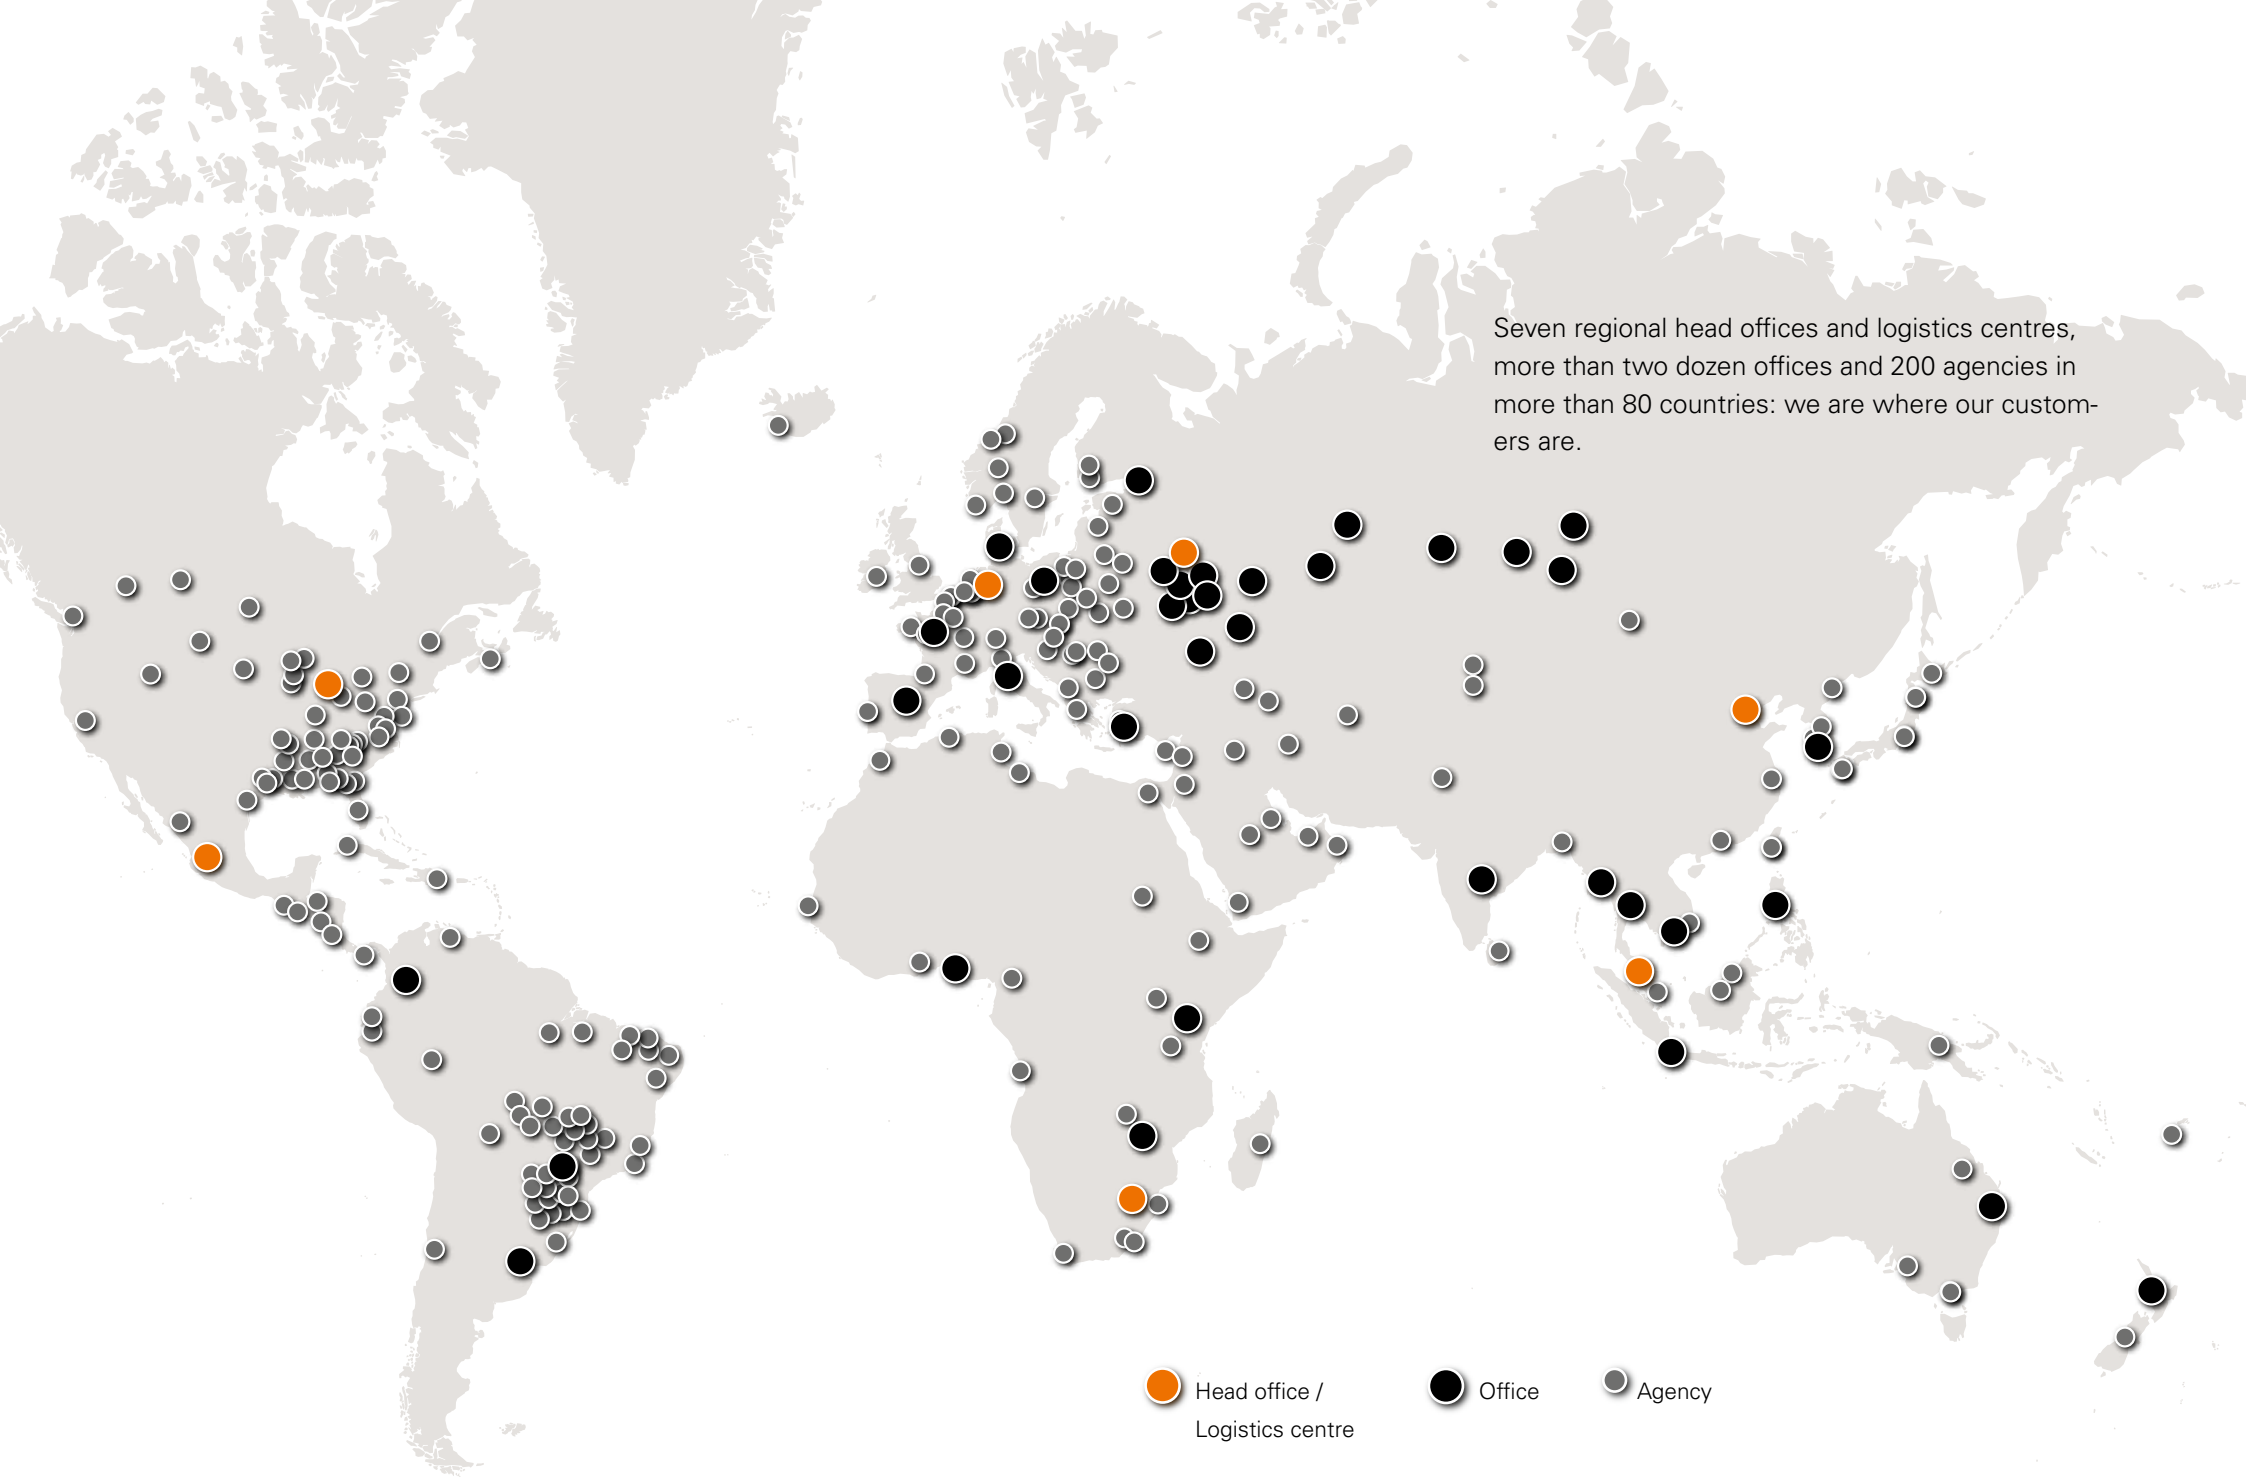 Seven regional head offices and logistics centres,
more than two dozen offices and 200 agencies in
more than 80 countries: we are where our custom-
ers are.
Head office /
Logistics centre
Office
Agency